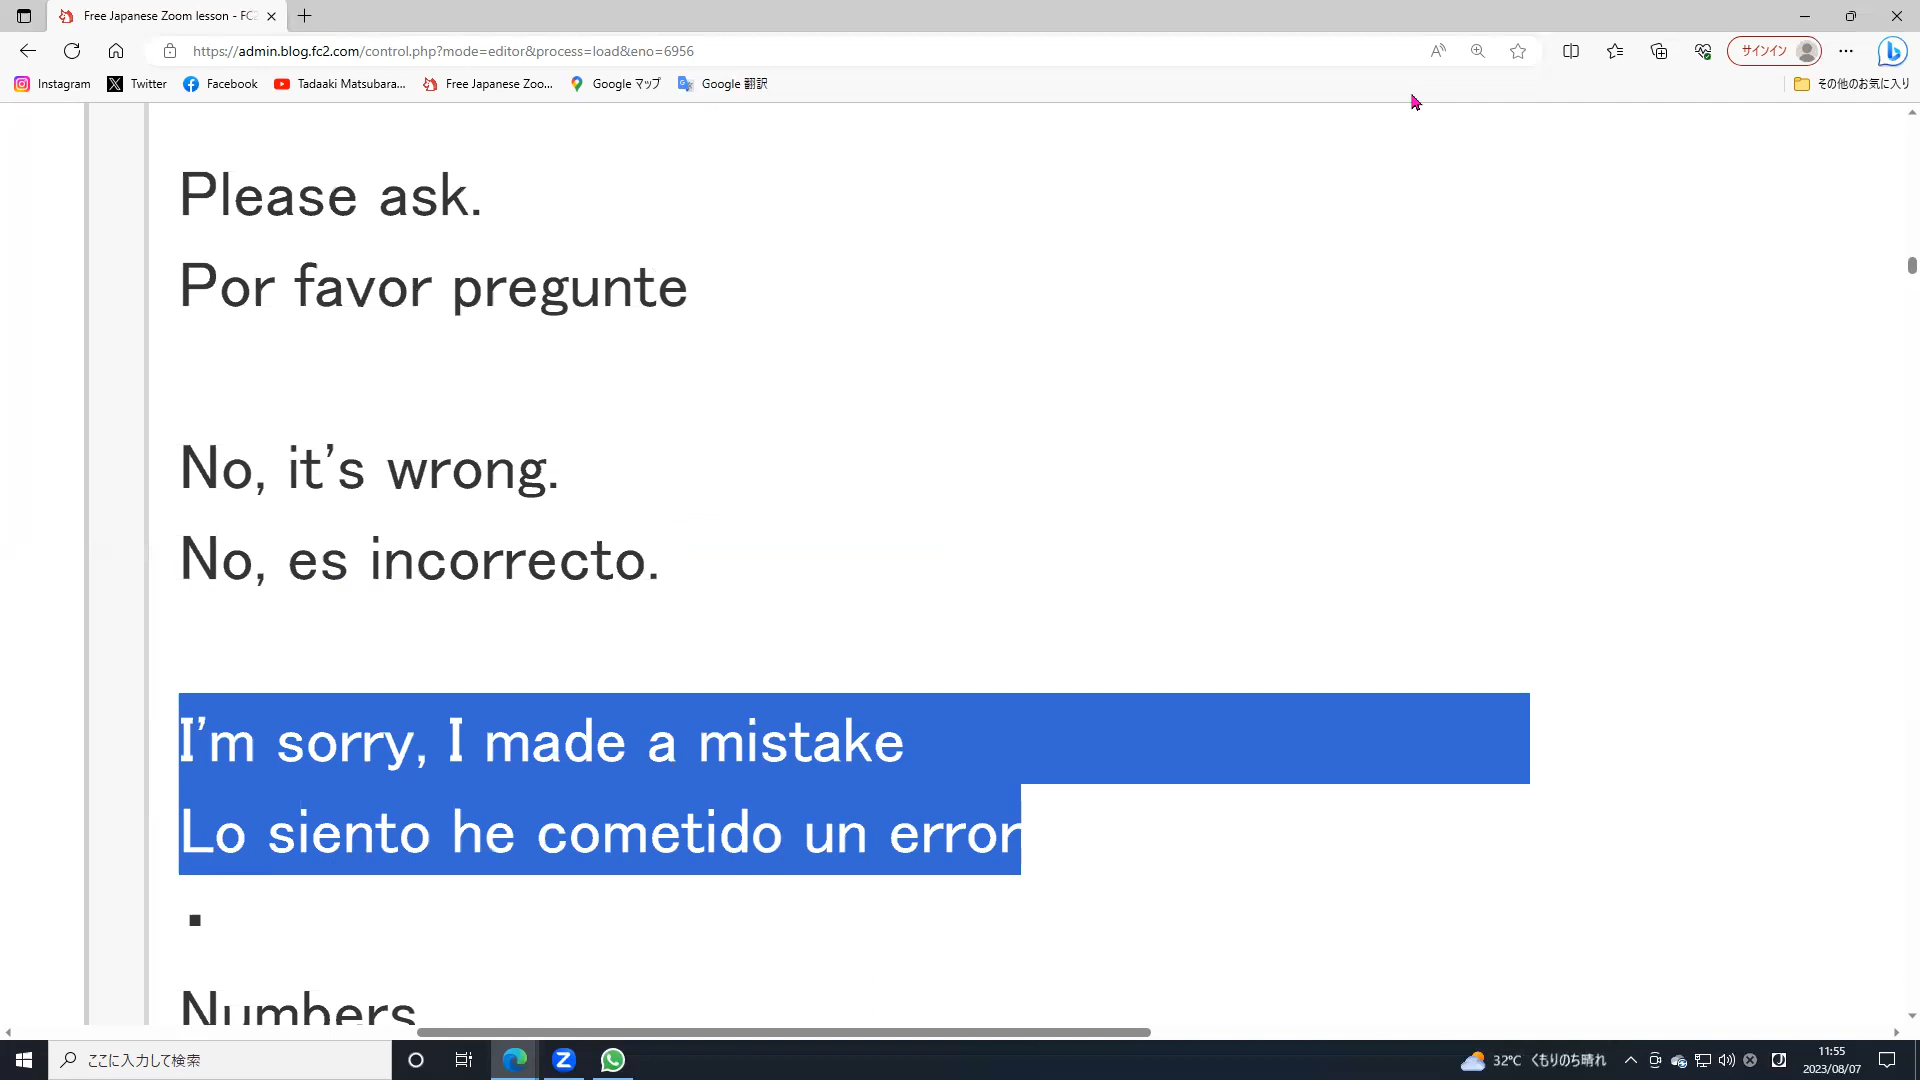 Free Japanese Zoom lesson - FC2
https://admin.blog.fc2.com/control.php?mode=editor&process=load&eno=6956
サインイン
Instagram
Twitter
Facebook
Tadaaki Matsubara...
Free Japanese Zoo...
Google マップ
Google 翻訳
その他のお気に入り
Please ask.
Por favor pregunte
No, it's wrong.
No, es incorrecto.
I'm sorry, I made a mistake
Lo siento he cometido un error
Numbers
ここに入力して検索
32°C くもりのち晴れ
11:55
2023/08/07